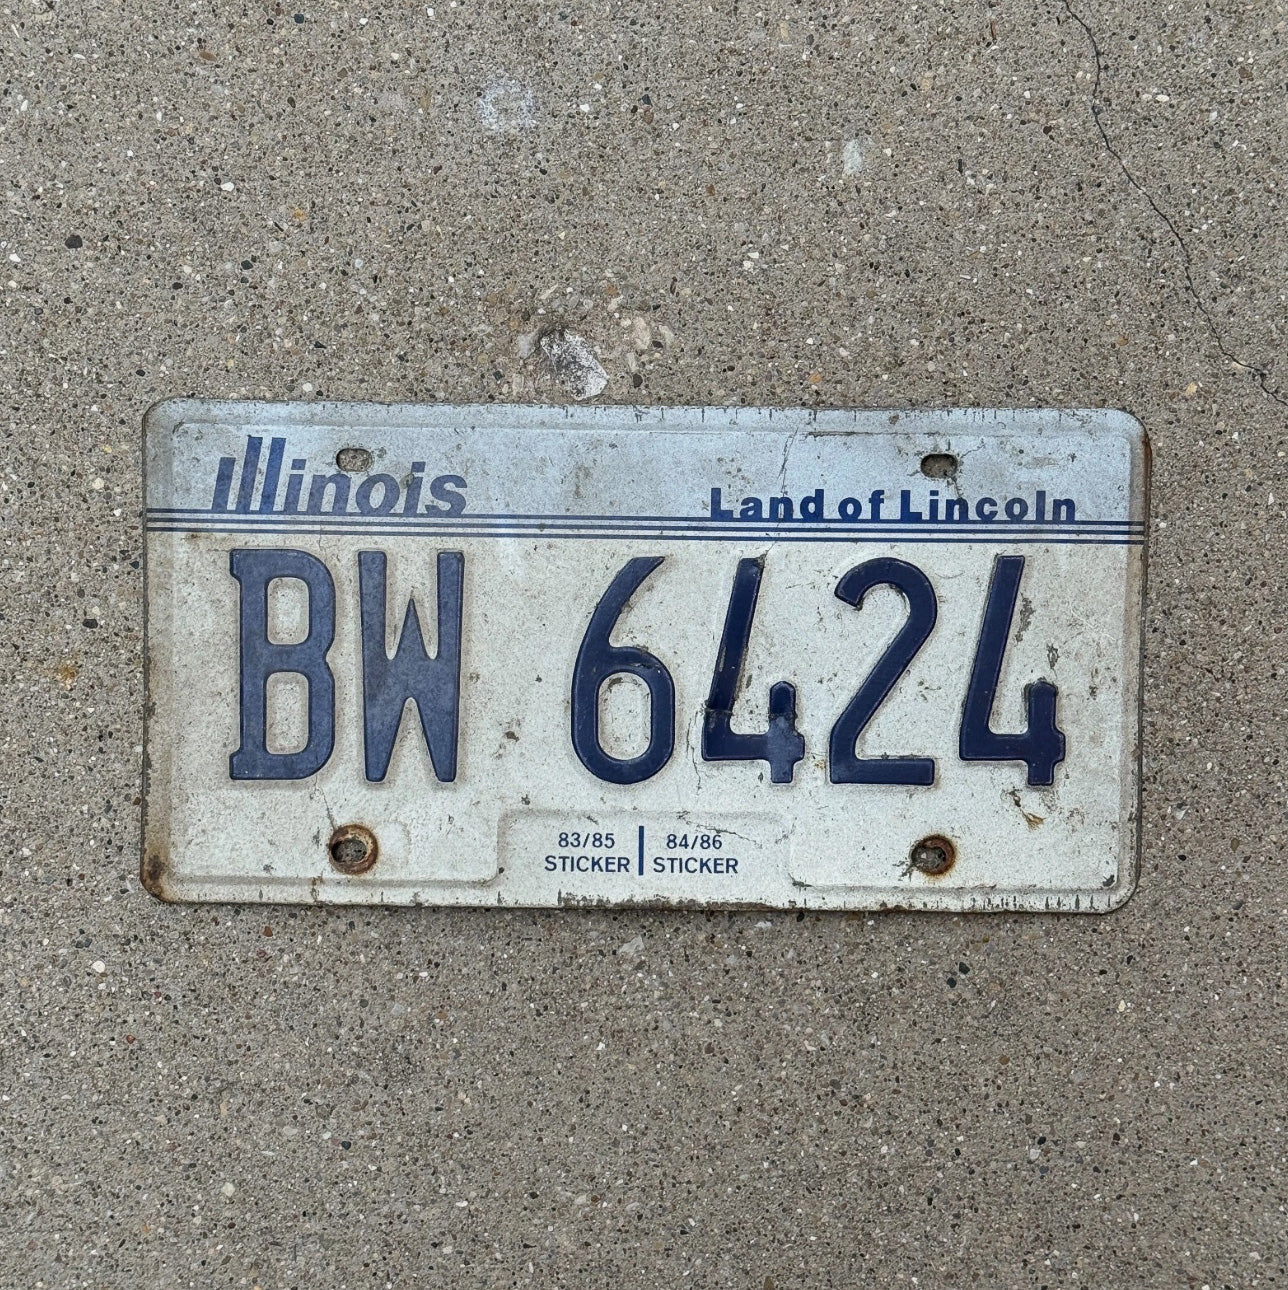 Illinois Land of Lincoln
BW 6424
83/85 | 84/86
STICKER | STICKER